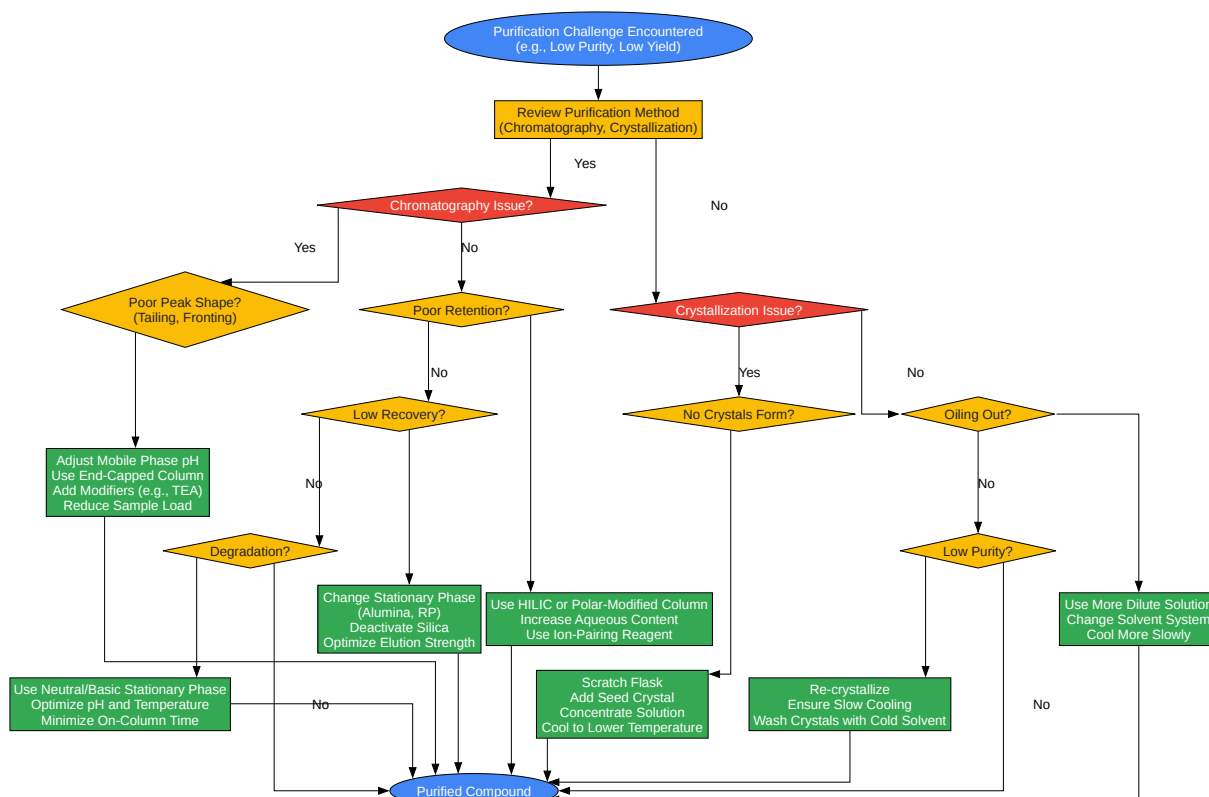 Purification Challenge Encountered
(e.g., Low Purity, Low Yield)
Review Purification Method
(Chromatography, Crystallization)
Yes
Chromatography Issue?
No
Yes
No
Poor Peak Shape?
(Tailing, Fronting)
Poor Retention?
Crystallization Issue?
No
Yes
No
Low Recovery?
No Crystals Form?
Oiling Out?
Adjust Mobile Phase pH
Use End-Capped Column
Add Modifiers (e.g., TEA)
Reduce Sample Load
No
No
Degradation?
Low Purity?
Change Stationary Phase
(Alumina, RP)
Deactivate Silica
Optimize Elution Strength
Use HILIC or Polar-Modified Column
Increase Aqueous Content
Use Ion-Pairing Reagent
Use More Dilute Solution
Change Solvent System
Cool More Slowly
Use Neutral/Basic Stationary Phase
Optimize pH and Temperature
Minimize On-Column Time
No
Scratch Flask
Add Seed Crystal
Concentrate Solution
Cool to Lower Temperature
Re-crystallize
Ensure Slow Cooling
Wash Crystals with Cold Solvent
No
Purified Compound